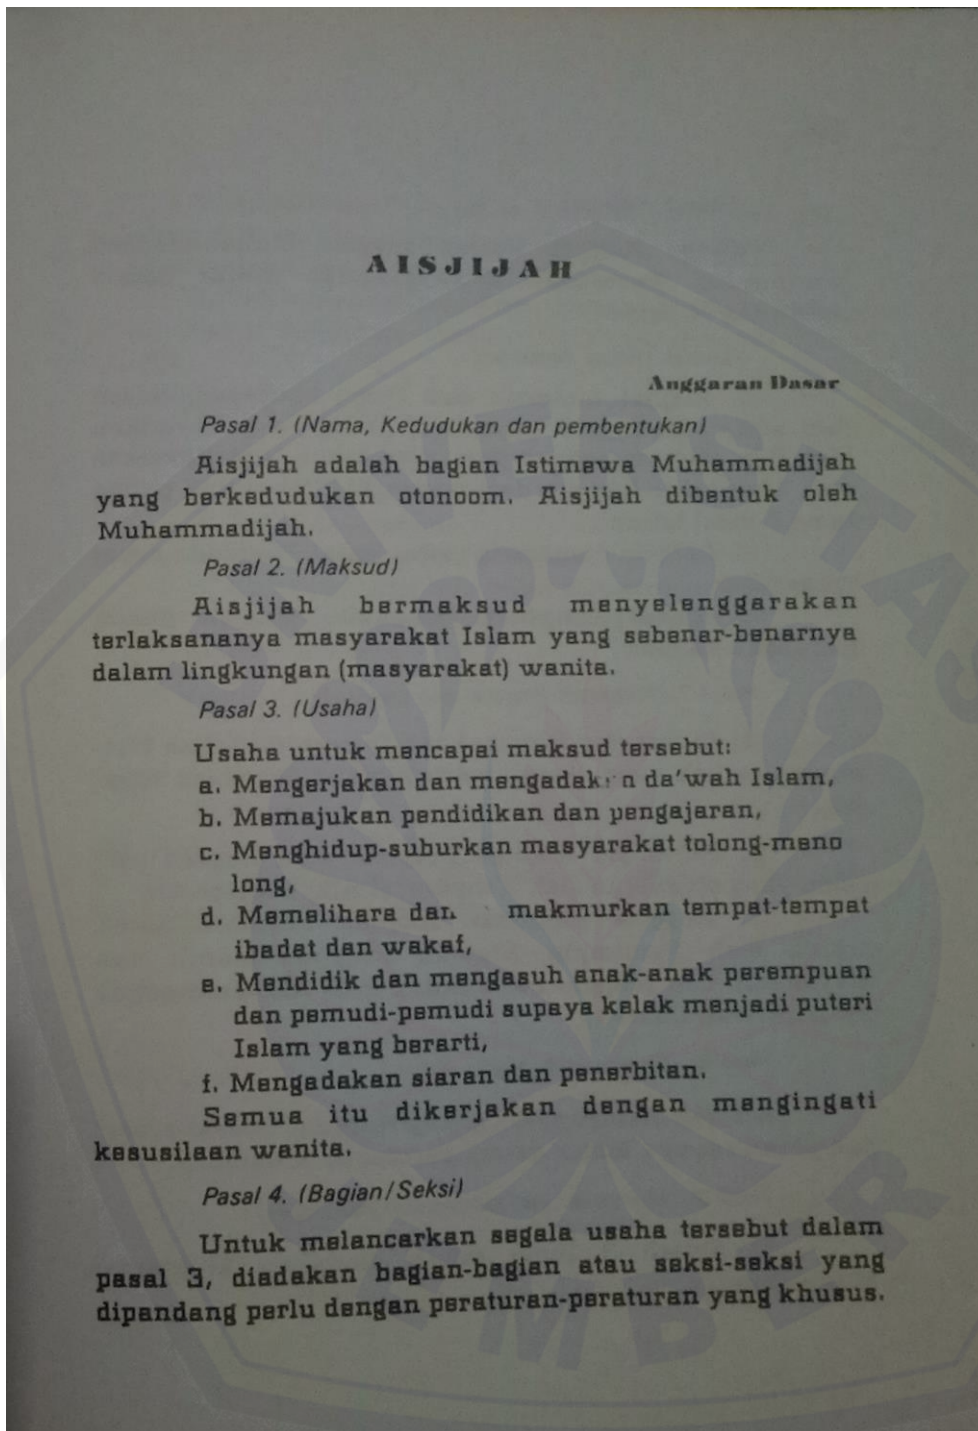 AISJIJAH
Anggaran Dasar
Pasal 1. (Nama, Kedudukan dan pembentukan)
Aisjijah adalah bagian Istimewa Muhammadijah
yang berkedudukan otonoom. Aisjijah dibentuk oleh
Muhammadijah.
Pasal 2. (Maksud)
Aisjijah bermaksud menyelenggarakan
terlaksananya masyarakat Islam yang sebenar-benarnya
dalam lingkungan (masyarakat) wanita.
Pasal 3. (Usaha)
Usaha untuk mencapai maksud tersebut:
a. Mengerjakan dan mengadakan da'wah Islam,
b. Memajukan pendidikan dan pengajaran,
c. Menghidup-suburkan masyarakat tolong-meno
long,
d. Memelihara dan makmurkan tempat-tempat
ibadat dan wakaf,
e. Mendidik dan mengasuh anak-anak perempuan
dan pemudi-pemudi supaya kelak menjadi puteri
Islam yang berarti,
f. Mengadakan siaran dan penerbitan.
Semua itu dikerjakan dengan mengingati
kesusilaan wanita.
Pasal 4. (Bagian/Seksi)
Untuk melancarkan segala usaha tersebut dalam
pasal 3, diadakan bagian-bagian atau seksi-seksi yang
dipandang perlu dengan peraturan-peraturan yang khusus.
UNIVERSITAS
JEMBER